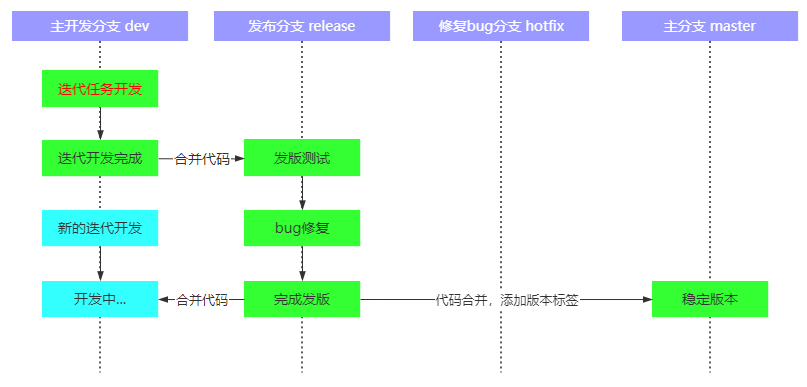 主开发分支 dev
发布分支 release
修复bug分支 hotfix
主分支 master
迭代任务开发
迭代开发完成
合并代码
发版测试
新的迭代开发
bug修复
开发中...
合并代码
完成发版
代码合并，添加版本标签
稳定版本